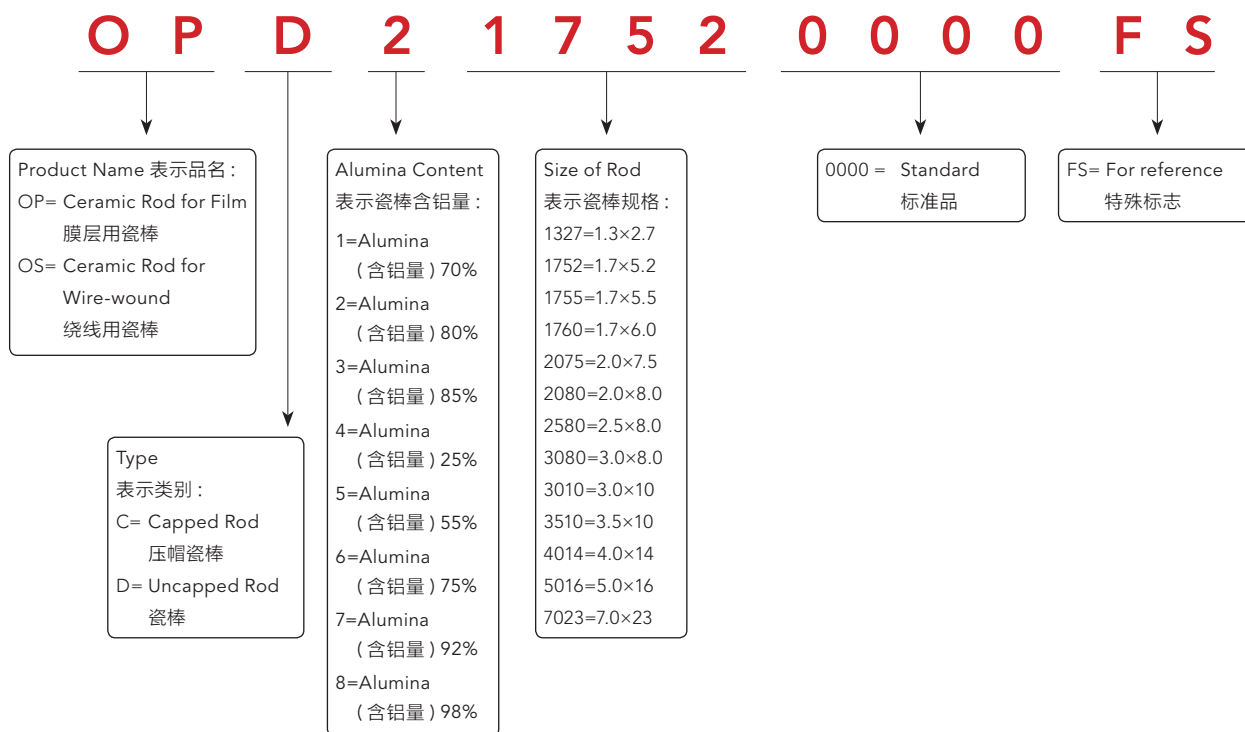 O P D 2 1 7 5 2 0 0 0 0 F S
Product Name 表示品名 :
OP= Ceramic Rod for Film
膜层用瓷棒
OS= Ceramic Rod for
Wire-wound
绕线用瓷棒
Type
表示类别 :
C= Capped Rod
压帽瓷棒
D= Uncapped Rod
瓷棒
Alumina Content
表示瓷棒含铝量 :
1=Alumina
( 含铝量 ) 70%
2=Alumina
( 含铝量 ) 80%
3=Alumina
( 含铝量 ) 85%
4=Alumina
( 含铝量 ) 25%
5=Alumina
( 含铝量 ) 55%
6=Alumina
( 含铝量 ) 75%
7=Alumina
( 含铝量 ) 92%
8=Alumina
( 含铝量 ) 98%
Size of Rod
表示瓷棒规格 :
1327=1.3×2.7
1752=1.7×5.2
1755=1.7×5.5
1760=1.7×6.0
2075=2.0×7.5
2080=2.0×8.0
2580=2.5×8.0
3080=3.0×8.0
3010=3.0×10
3510=3.5×10
4014=4.0×14
5016=5.0×16
7023=7.0×23
0000 = Standard
标准品
FS= For reference
特殊标志